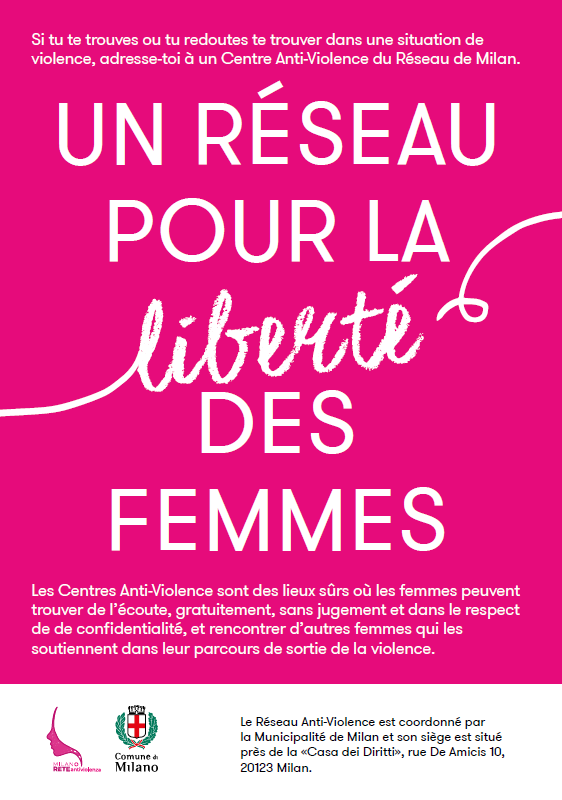 Si tu te trouves ou tu redoutes te trouver dans une situation de
violence, adresse-toi à un Centre Anti-Violence du Réseau de Milan.
UN RÉSEAU
POUR LA
liberté
DES
FEMMES
Les Centres Anti-Violence sont des lieux sûrs où les femmes peuvent
trouver de l'écoute, gratuitement, sans jugement et dans le respect
de de confidentialité, et rencontrer d'autres femmes qui les
soutiennent dans leur parcours de sortie de la violence.
MILANO
RETEantiviolenza
Comune di
Milano
Le Réseau Anti-Violence est coordonné par
la Municipalité de Milan et son siège est situé
près de la «Casa dei Diritti», rue De Amicis 10,
20123 Milan.